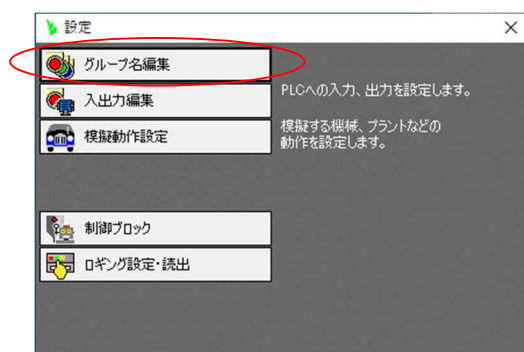 設定
グループ名編集
入出力編集
PLCへの入力、出力を設定します。
模擬動作設定
模擬する機械、プラントなどの
動作を設定します。
制御ブロック
ロギング設定・読出